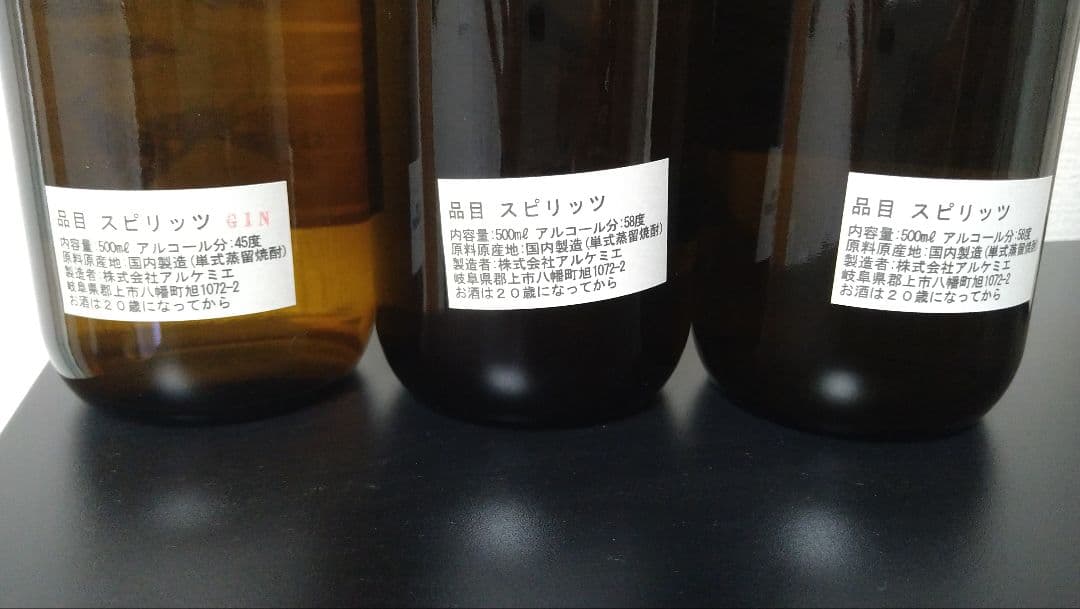 品目 スピリッツ GIN
内容量:500mℓ アルコール分:45度
原料原産地:国内製造(単式蒸留焼酎)
製造者:株式会社アルケミエ
岐阜県郡上市八幡町旭1072-2
お酒は20歳になってから
品目 スピリッツ
内容量:500mℓ アルコール分:58度
原料原産地:国内製造(単式蒸留焼酎)
製造者:株式会社アルケミエ
岐阜県郡上市八幡町旭1072-2
お酒は20歳になってから
品目 スピリッツ
内容量:500mℓ アルコール分:58度
原料原産地:国内製造(単式蒸留焼酎
製造者:株式会社アルケミエ
岐阜県郡上市八幡町旭1072-2
お酒は20歳になってから